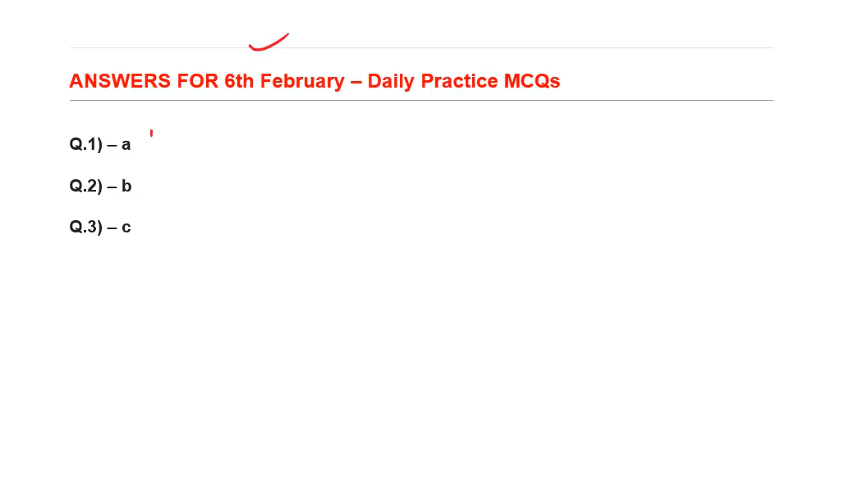 ANSWERS FOR 6th February – Daily Practice MCQs
Q.1) – a
Q.2) – b
Q.3) – c